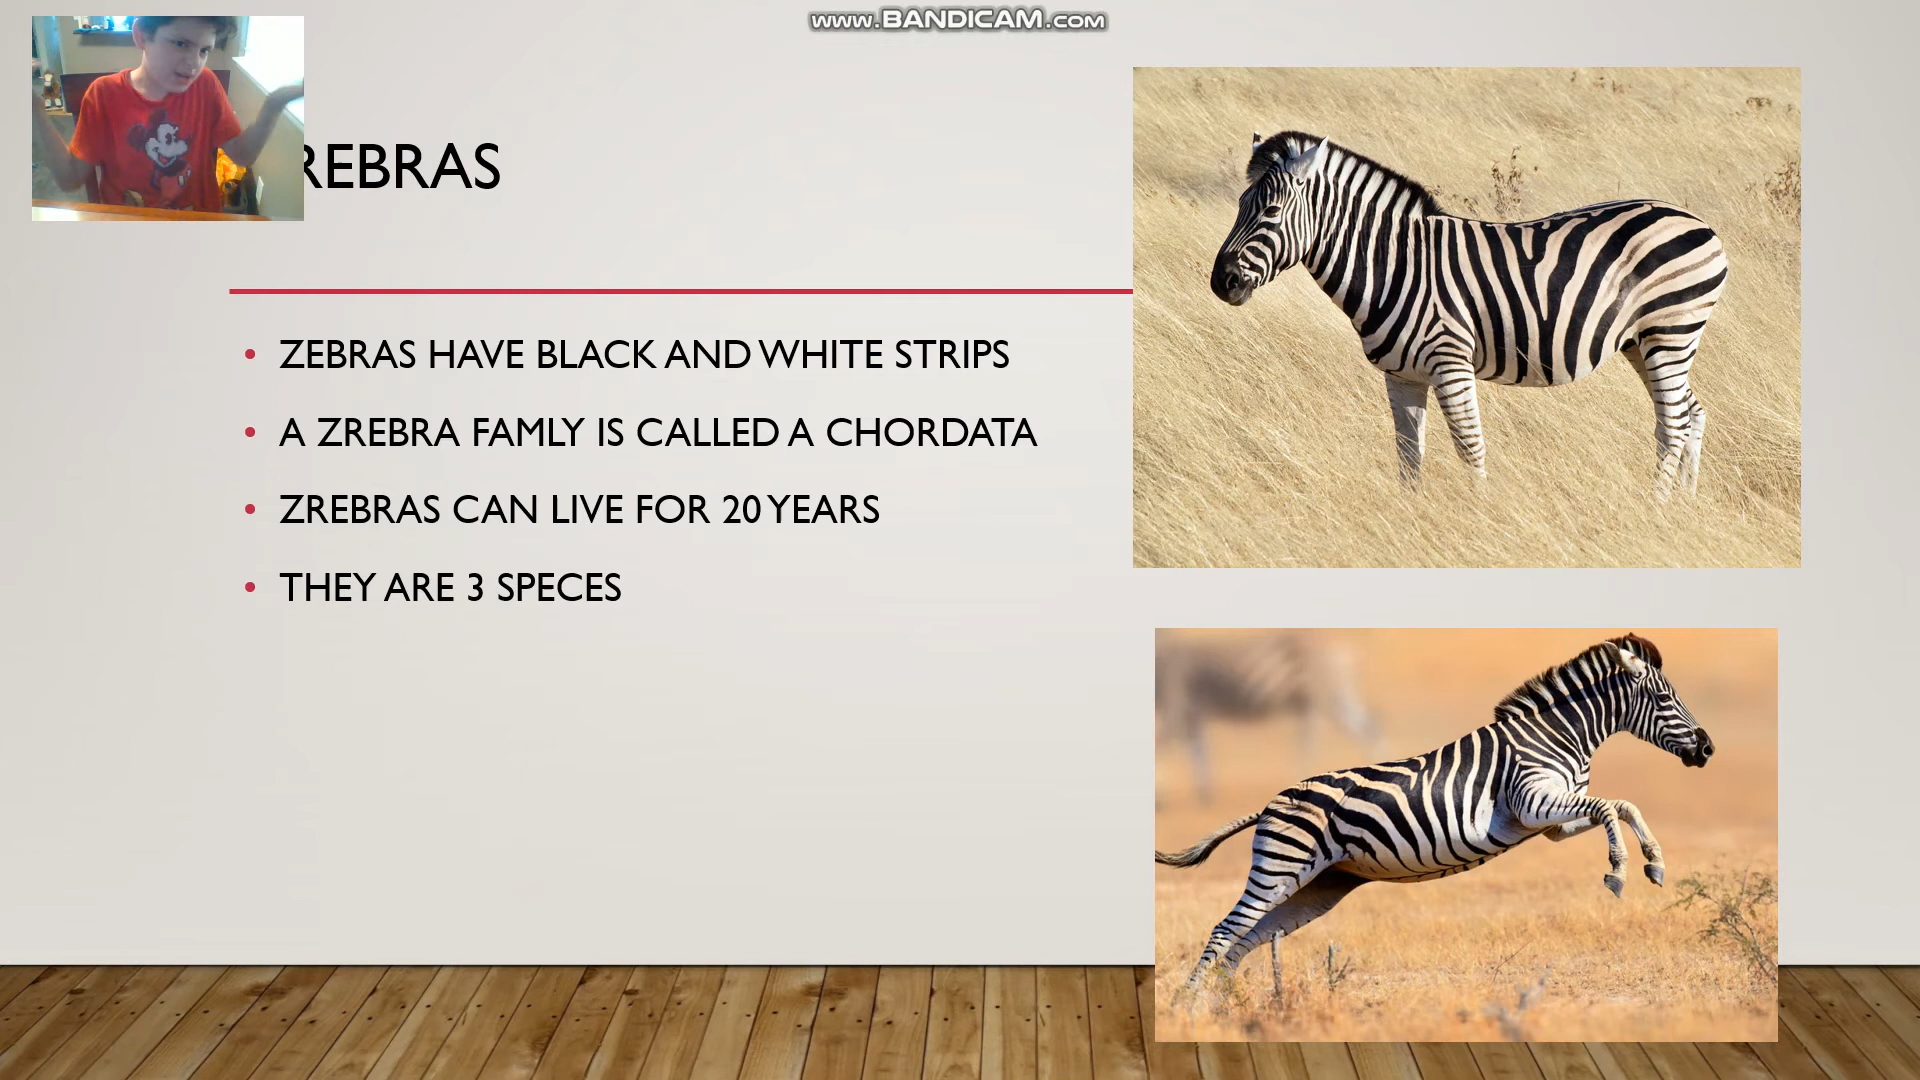 www.BANDICAM.com
REBRAS
ZEBRAS HAVE BLACK AND WHITE STRIPS
A ZREBRA FAMLY IS CALLED A CHORDATA
ZREBRAS CAN LIVE FOR 20 YEARS
THEY ARE 3 SPECES